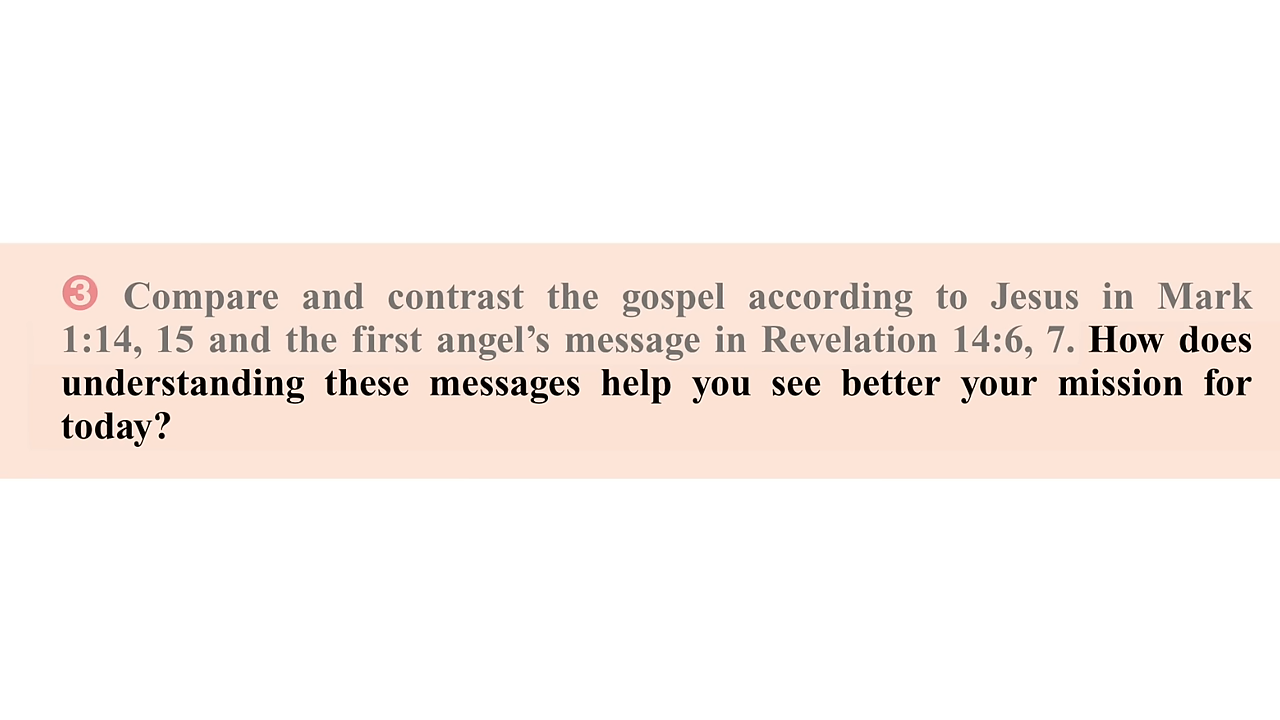 ❸ Compare and contrast the gospel according to Jesus in Mark
1:14, 15 and the first angel’s message in Revelation 14:6, 7. How does
understanding these messages help you see better your mission for
today?